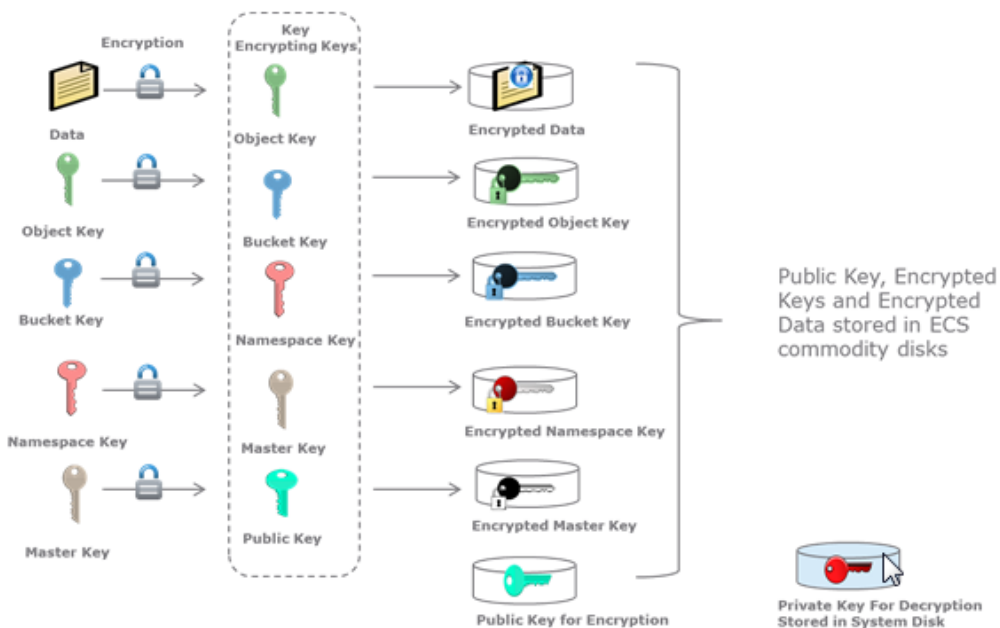 Encryption
Key
Encrypting Keys
Data
Object Key
Encrypted Data
Object Key
Bucket Key
Encrypted Object Key
Bucket Key
Namespace Key
Encrypted Bucket Key
Namespace Key
Master Key
Encrypted Namespace Key
Master Key
Public Key
Encrypted Master Key
Public Key for Encryption
Public Key, Encrypted
Keys and Encrypted
Data stored in ECS
commodity disks
Private Key For Decryption
Stored in System Disk